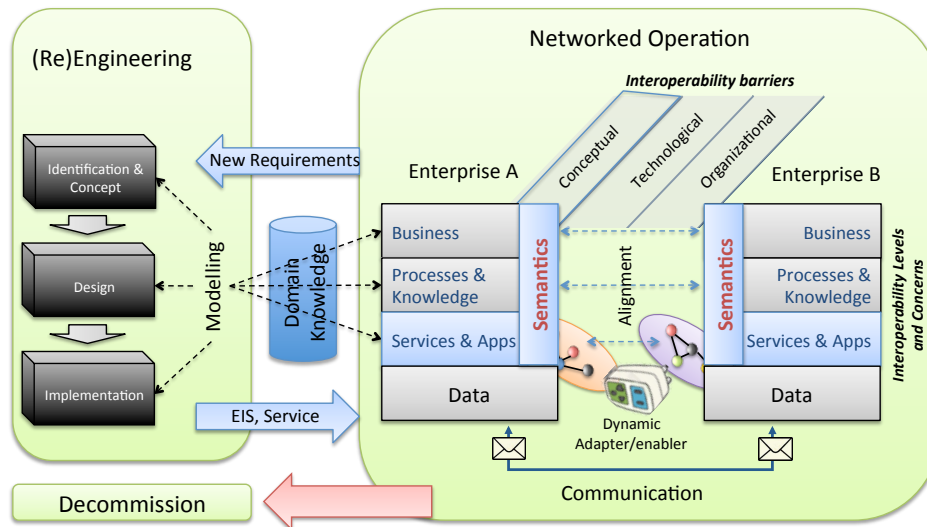 (Re)Engineering
Identification &
Concept
Design
Implementation
Modelling
New Requirements
Domain
Knowledge
EIS, Service
Decommission
Networked Operation
Interoperability barriers
Conceptual
Technological
Organizational
Enterprise A
Business
Processes &
Knowledge
Services & Apps
Data
Semantics
Alignment
Dynamic
Adapter/enabler
Enterprise B
Semantics
Business
Processes &
Knowledge
Services & Apps
Data
Interoperability Levels
and Concerns
Communication